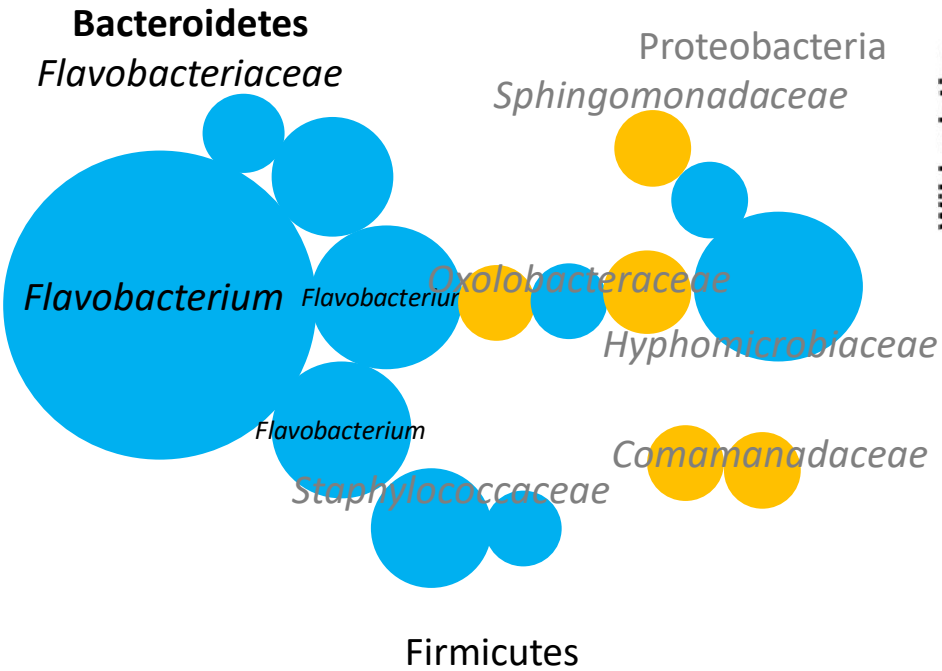 Bacteroidetes
Flavobacteriaceae
Proteobacteria
Sphingomonadaceae
Flavobacterium
Flavobacteriur
Oxolobacteraceae
Hyphomicrobiaceae
Flavobacterium
Comamanadaceae
Staphylococcaceae
Firmicutes